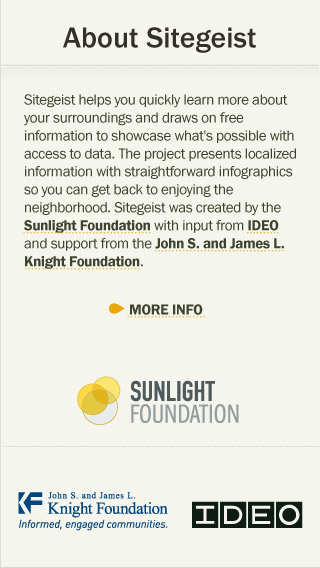 About Sitegeist
Sitegeist helps you quickly learn more about
your surroundings and draws on free
information to showcase what's possible with
access to data. The project presents localized
information with straightforward infographics
so you can get back to enjoying the
neighborhood. Sitegeist was created by the
Sunlight Foundation with input from IDEO
and support from the John S. and James L.
Knight Foundation.
MORE INFO
SUNLIGHT
FOUNDATION
KF John S. and James L.
Knight Foundation
Informed, engaged communities.
IDEO